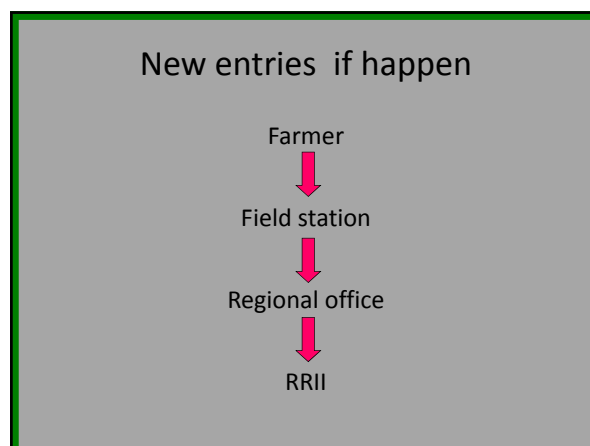 New entries  if happen
Farmer
Field station
Regional office
RRII